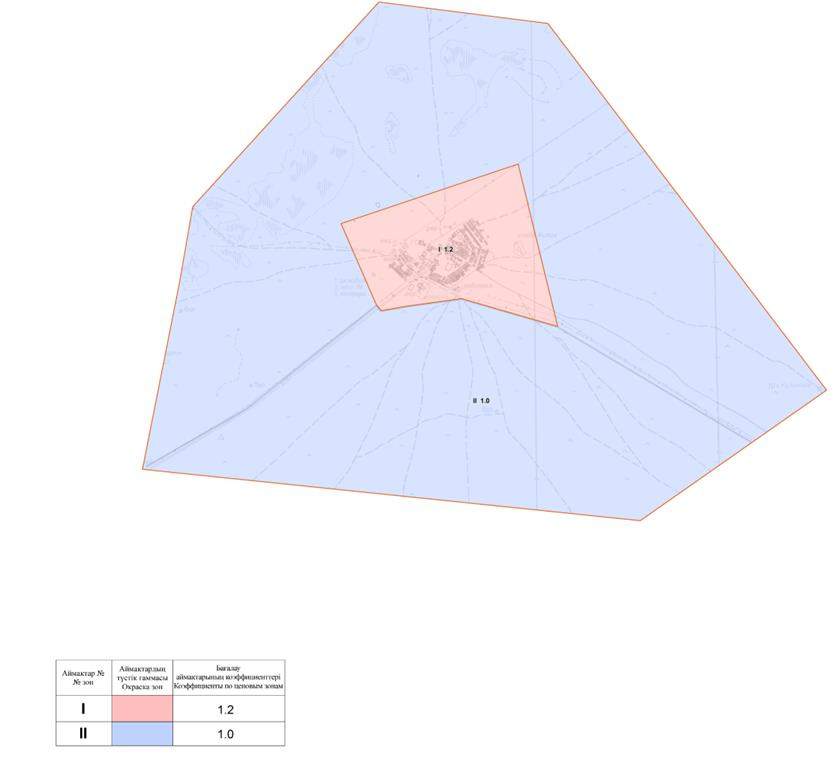 I 1.2
II 1.0
Аймақтар №
№ зон
Аймақтардың
түстік гаммасы
Окраска зон
Бағалау
аймақтарының коэффициенттері
Коэффициенты по ценовым зонам
I
1.2
II
1.0